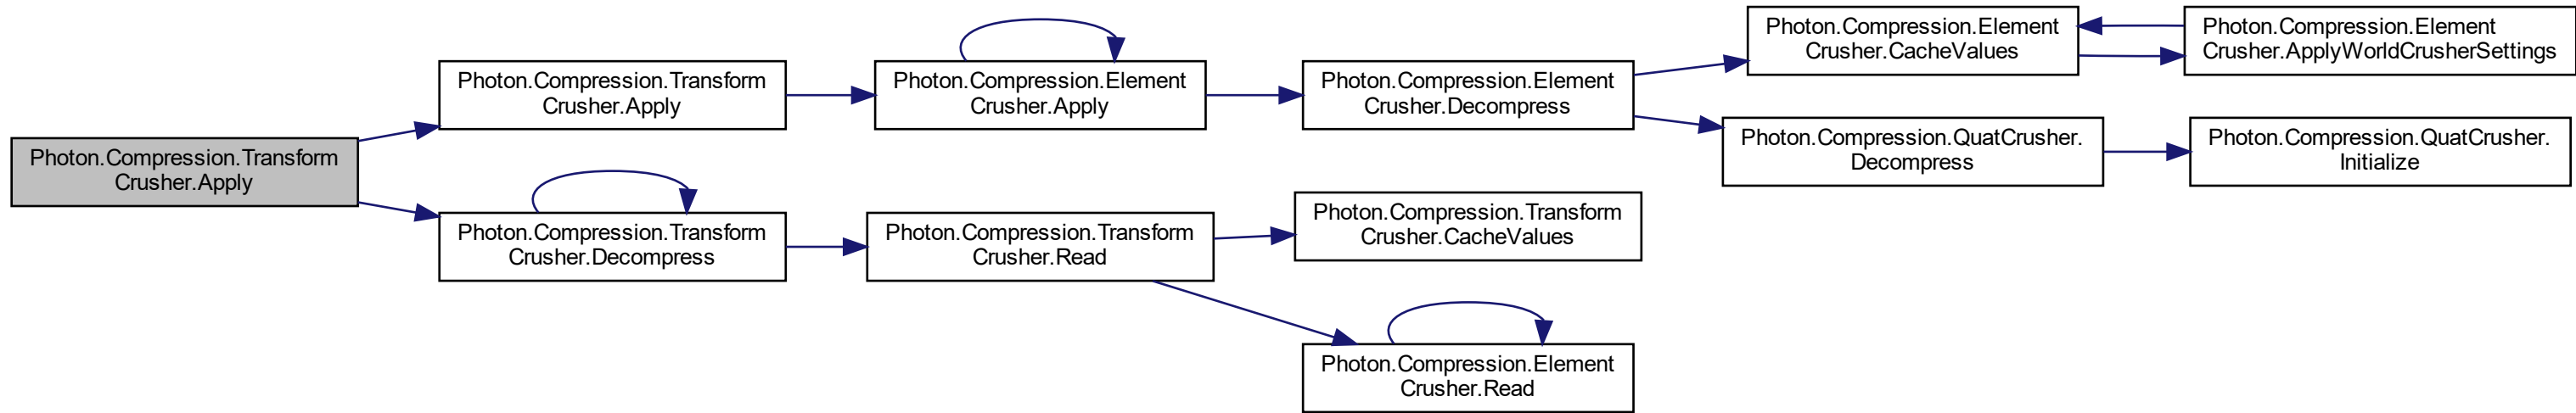 Photon.Compression.Transform
Crusher.Apply
Photon.Compression.Transform
Crusher.Apply
Photon.Compression.Element
Crusher.Apply
Photon.Compression.Element
Crusher.Decompress
Photon.Compression.Element
Crusher.CacheValues
Photon.Compression.Element
Crusher.ApplyWorldCrusherSettings
Photon.Compression.QuatCrusher.
Decompress
Photon.Compression.QuatCrusher.
Initialize
Photon.Compression.Transform
Crusher.Decompress
Photon.Compression.Transform
Crusher.Read
Photon.Compression.Transform
Crusher.CacheValues
Photon.Compression.Element
Crusher.Read